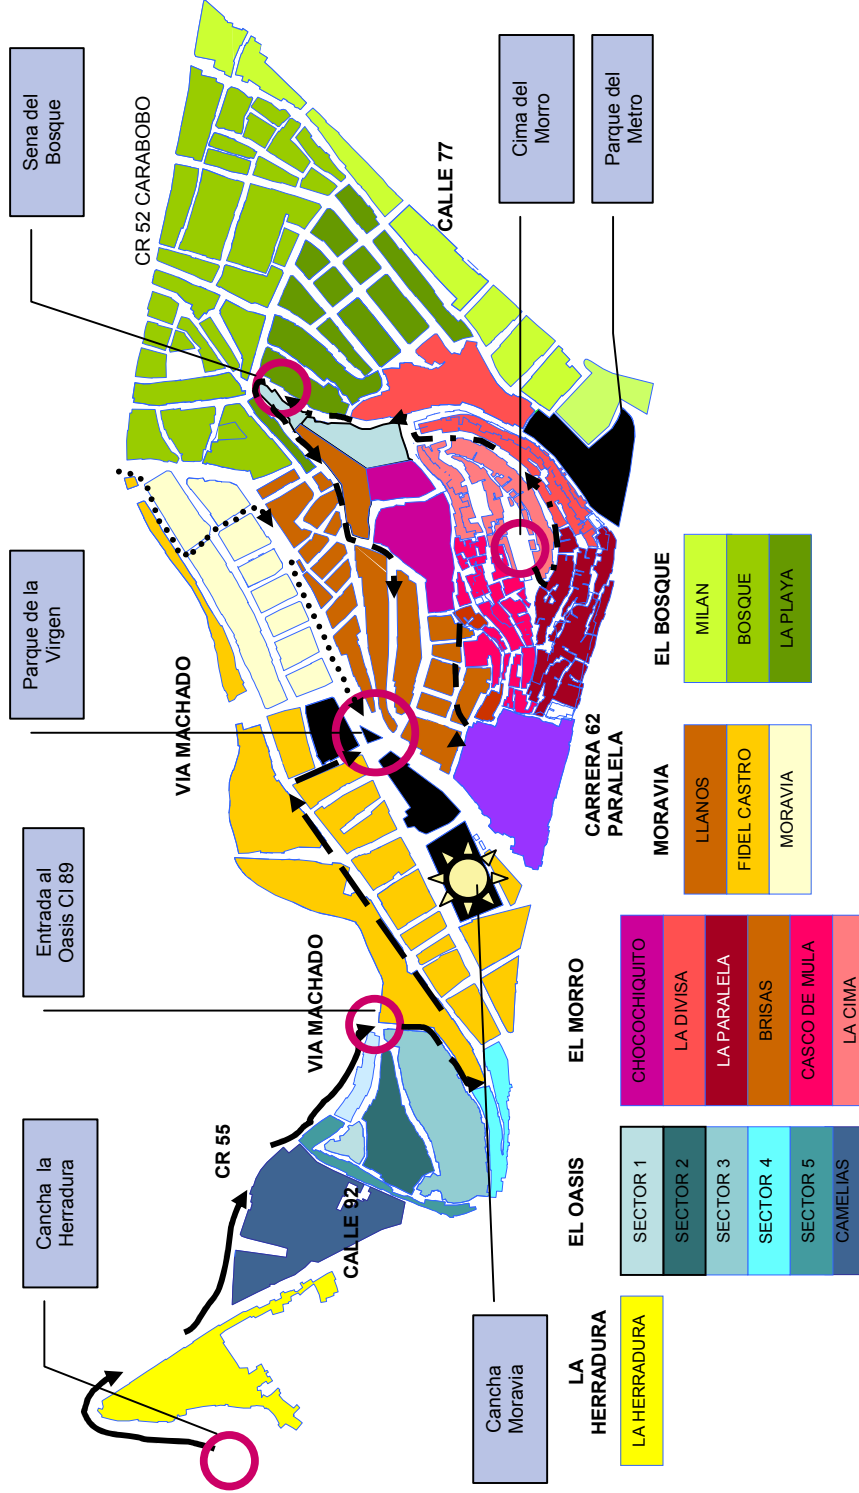 Cancha la
Herradura
Entrada al
Oasis Cl 89
Parque de la
Virgen
Sena del
Bosque
CR 52 CARABOBO
VIA MACHADO
VIA MACHADO
CR 55
CALLE 92
CALLE 77
Cancha
Moravia
Cima del
Morro
Parque del
Metro
CARRERA 62
PARALELA
LA
HERRADURA
LA HERRADURA
EL OASIS
SECTOR 1
SECTOR 2
SECTOR 3
SECTOR 4
SECTOR 5
CAMELIAS
EL MORRO
CHOCOCHIQUITO
LA DIVISA
LA PARALELA
BRISAS
CASCO DE MULA
LA CIMA
MORAVIA
LLANOS
FIDEL CASTRO
MORAVIA
EL BOSQUE
MILAN
BOSQUE
LA PLAYA